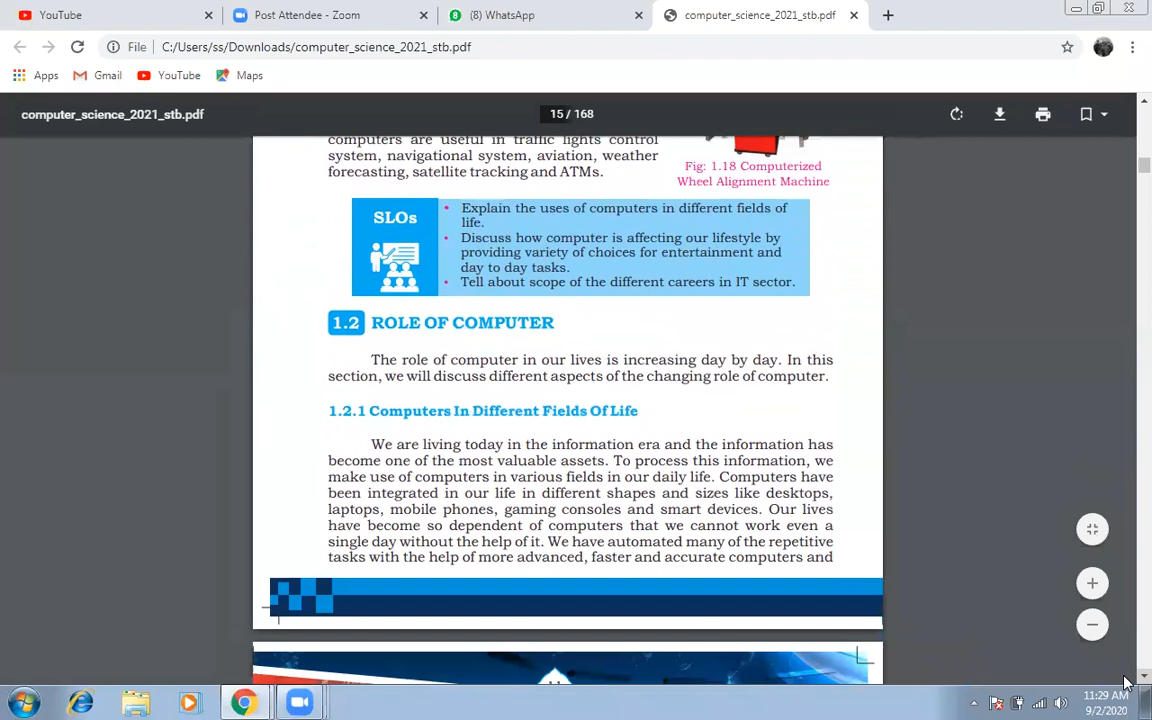 YouTube
Post Attendee - Zoom
(8) WhatsApp
computer_science_2021_stb.pdf
File C:/Users/ss/Downloads/computer_science_2021_stb.pdf
Apps Gmail YouTube Maps
computer_science_2021_stb.pdf
15 / 168
computers are useful in traffic lights control
system, navigational system, aviation, weather
forecasting, satellite tracking and ATMs.
Fig: 1.18 Computerized
Wheel Alignment Machine
SLOs
• Explain the uses of computers in different fields of
life.
• Discuss how computer is affecting our lifestyle by
providing variety of choices for entertainment and
day to day tasks.
• Tell about scope of the different careers in IT sector.
1.2 ROLE OF COMPUTER
The role of computer in our lives is increasing day by day. In this
section, we will discuss different aspects of the changing role of computer.
1.2.1 Computers In Different Fields Of Life
We are living today in the information era and the information has
become one of the most valuable assets. To process this information, we
make use of computers in various fields in our daily life. Computers have
been integrated in our life in different shapes and sizes like desktops,
laptops, mobile phones, gaming consoles and smart devices. Our lives
have become so dependent of computers that we cannot work even a
single day without the help of it. We have automated many of the repetitive
tasks with the help of more advanced, faster and accurate computers and
11:29 AM
9/2/2020